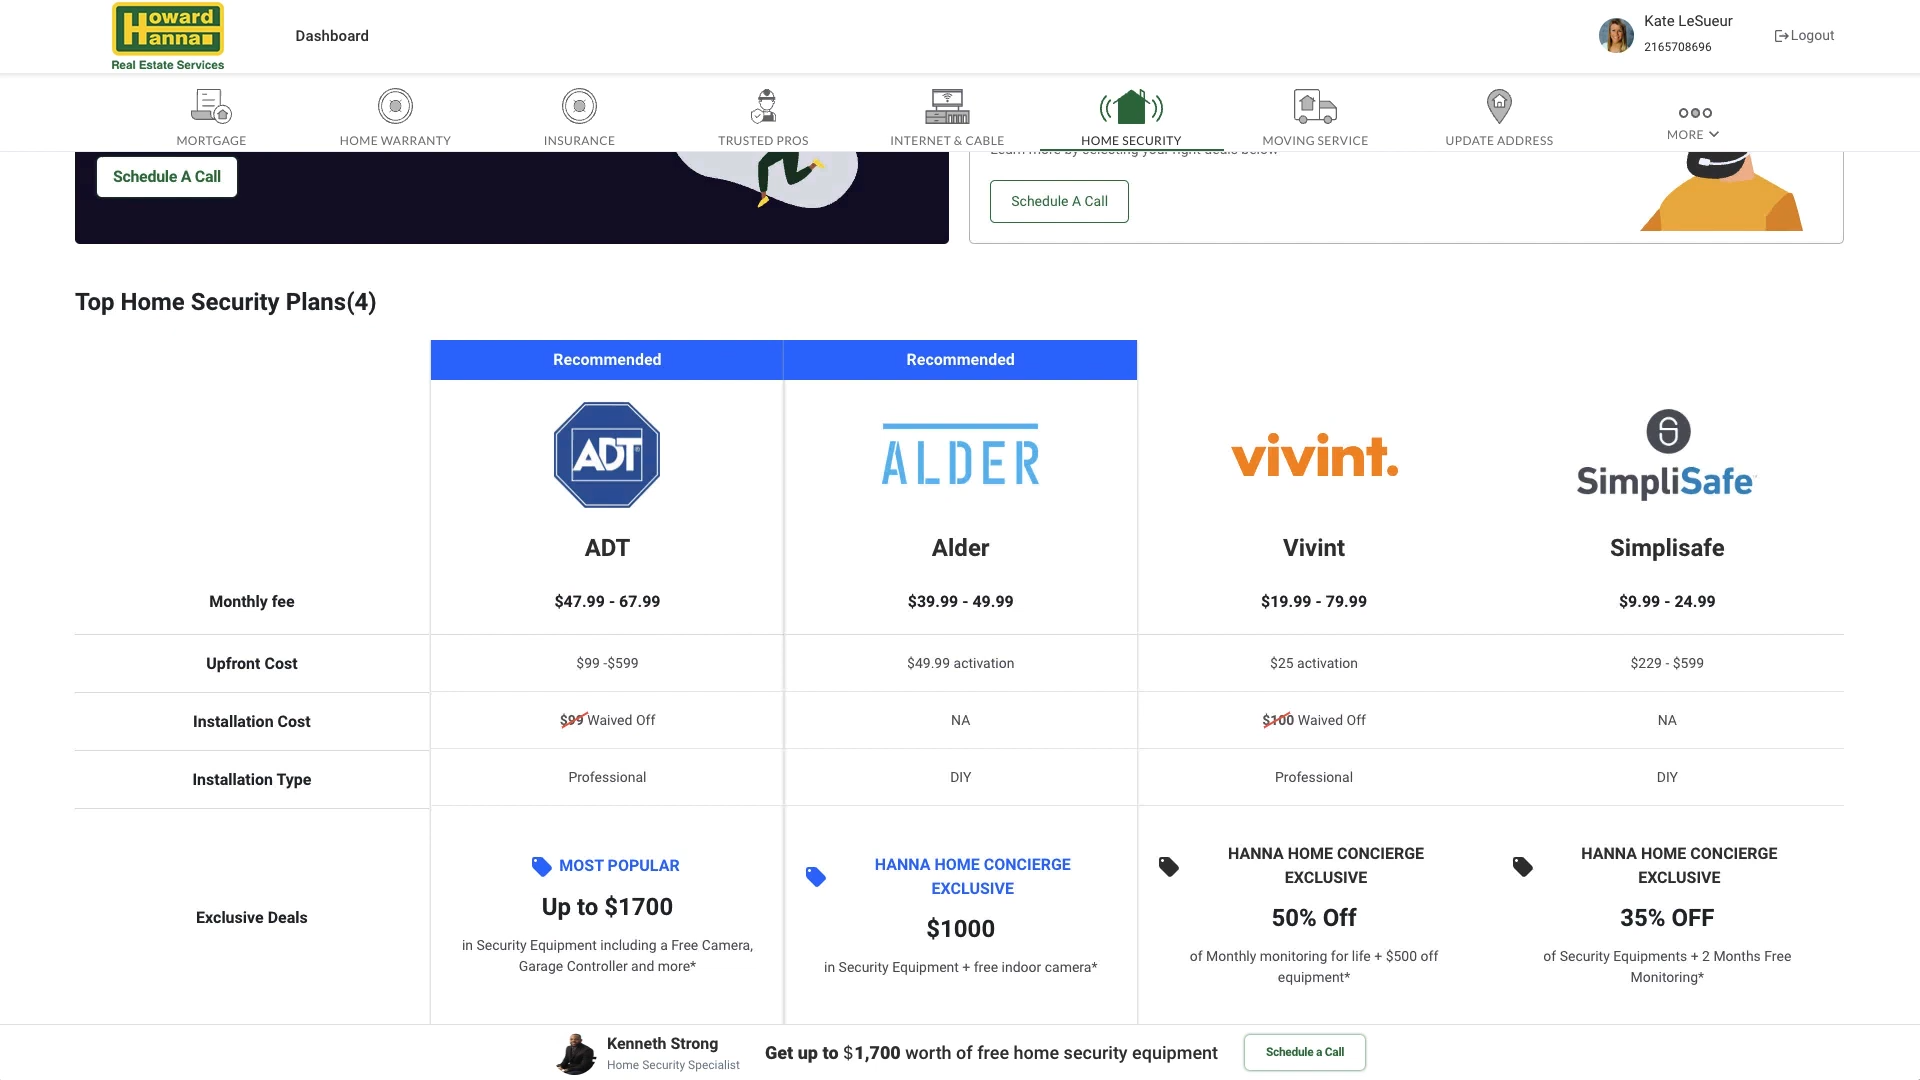 Howard
Hanna
Real Estate Services
Dashboard
Kate LeSueur
2165708696
Logout
MORTGAGE
HOME WARRANTY
INSURANCE
TRUSTED PROS
INTERNET & CABLE
HOME SECURITY
MOVING SERVICE
UPDATE ADDRESS
MORE
Schedule A Call
Learn more by selecting your right deals below
Schedule A Call
Top Home Security Plans(4)
Recommended
Recommended
ADT
ALDER
vivint.
SimpliSafe
ADT
Alder
Vivint
Simplisafe
Monthly fee
$47.99 - 67.99
$39.99 - 49.99
$19.99 - 79.99
$9.99 - 24.99
Upfront Cost
$99 -$599
$49.99 activation
$25 activation
$229 - $599
Installation Cost
$99 Waived Off
NA
$100 Waived Off
NA
Installation Type
Professional
DIY
Professional
DIY
Exclusive Deals
MOST POPULAR
Up to $1700
in Security Equipment including a Free Camera,
Garage Controller and more*
HANNA HOME CONCIERGE
EXCLUSIVE
$1000
in Security Equipment + free indoor camera*
HANNA HOME CONCIERGE
EXCLUSIVE
50% Off
of Monthly monitoring for life + $500 off
equipment*
HANNA HOME CONCIERGE
EXCLUSIVE
35% OFF
of Security Equipments + 2 Months Free
Monitoring*
Kenneth Strong
Home Security Specialist
Get up to $1,700 worth of free home security equipment
Schedule a Call